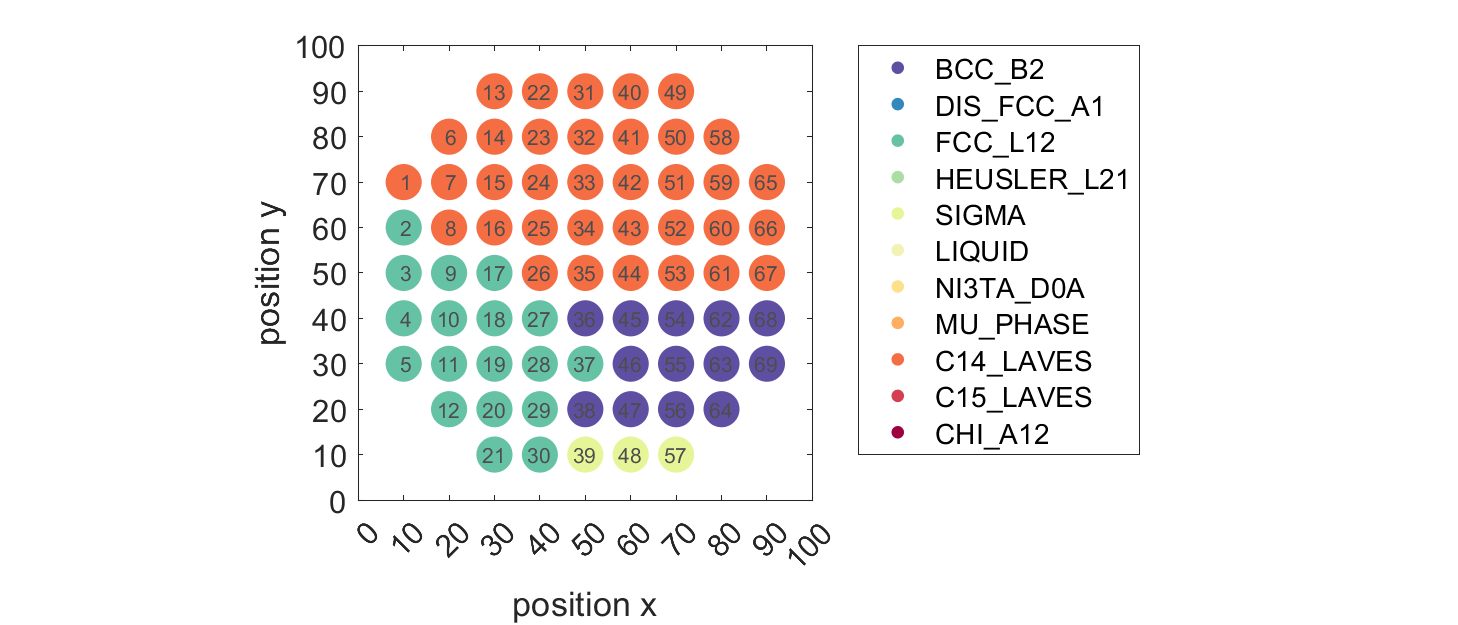 100
90
80
70
60
50
40
30
20
10
0
position y
13 22 31 40 49
6 14 23 32 41 50 58
1 7 15 24 33 42 51 59 65
2 8 16 25 34 43 52 60 66
3 9 17 26 35 44 53 61 67
4 10 18 27 36 45 54 62 68
5 11 19 28 37 46 55 63 69
12 20 29 38 47 56 64
21 30 39 48 57
0 10 20 30 40 50 60 70 80 90 100
position x
BCC_B2
DIS_FCC_A1
FCC_L12
HEUSLER_L21
SIGMA
LIQUID
NI3TA_D0A
MU_PHASE
C14_LAVES
C15_LAVES
CHI_A12